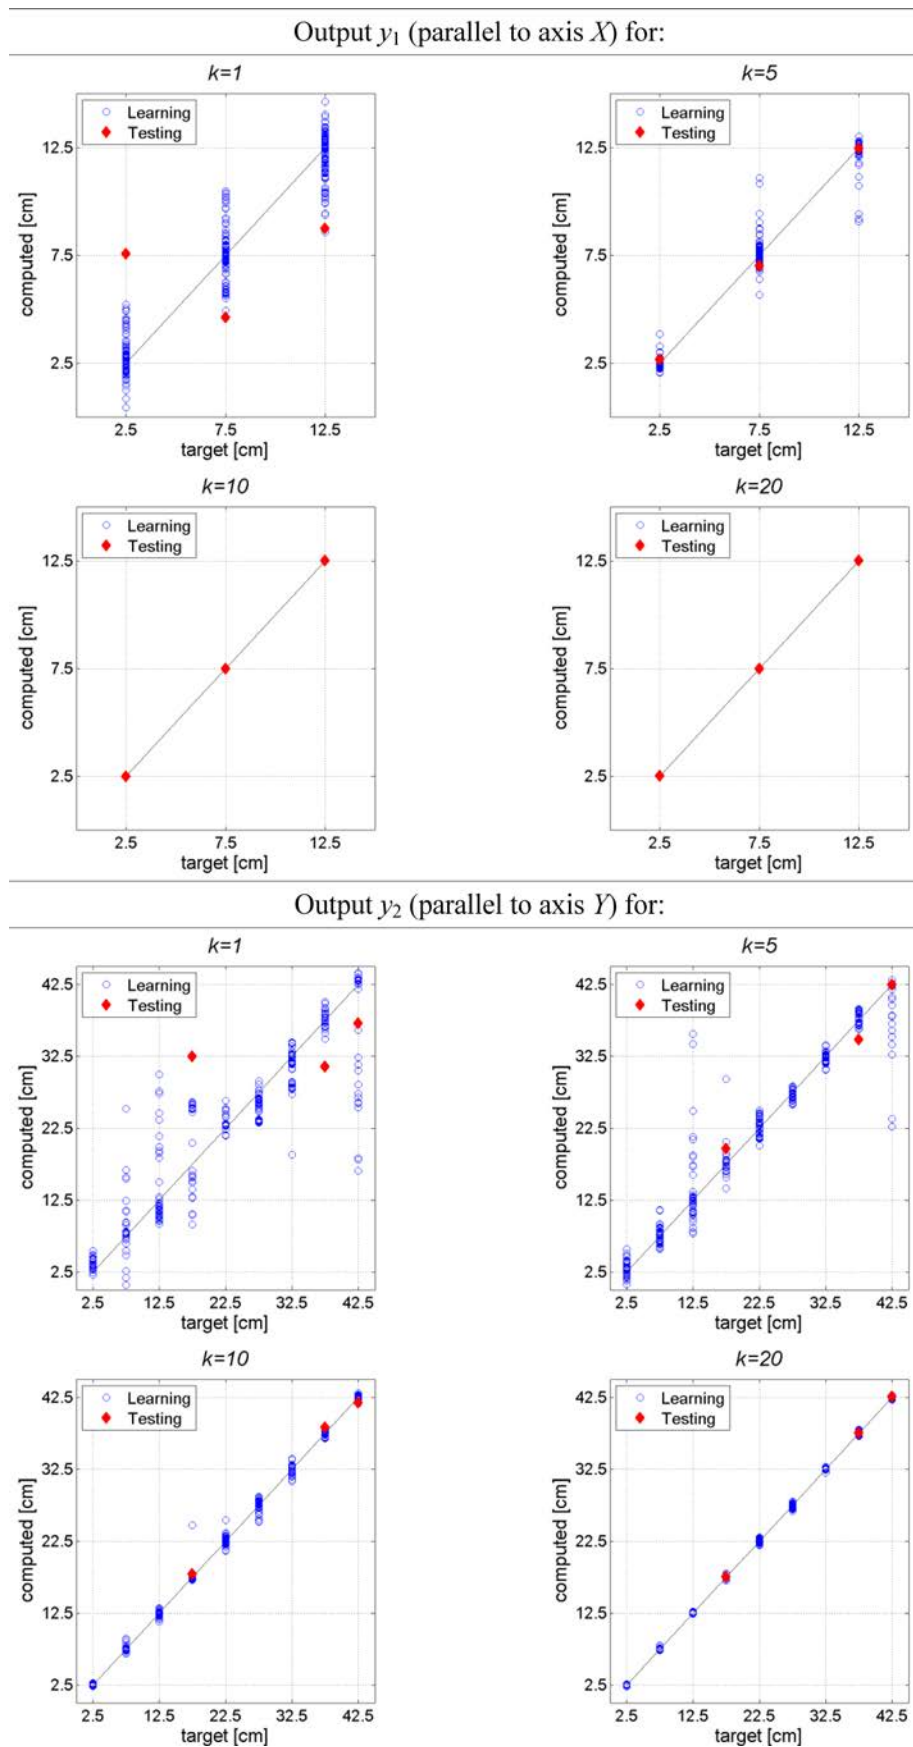 Output y₁ (parallel to axis X) for:
k=1
Learning
Testing
12.5
7.5
2.5
computed [cm]
2.5 7.5 12.5
target [cm]
k=5
Learning
Testing
12.5
7.5
2.5
computed [cm]
2.5 7.5 12.5
target [cm]
k=10
Learning
Testing
12.5
7.5
2.5
computed [cm]
2.5 7.5 12.5
target [cm]
k=20
Learning
Testing
12.5
7.5
2.5
computed [cm]
2.5 7.5 12.5
target [cm]
Output y₂ (parallel to axis Y) for:
k=1
Learning
Testing
42.5
32.5
22.5
12.5
2.5
computed [cm]
2.5 12.5 22.5 32.5 42.5
target [cm]
k=5
Learning
Testing
42.5
32.5
22.5
12.5
2.5
computed [cm]
2.5 12.5 22.5 32.5 42.5
target [cm]
k=10
Learning
Testing
42.5
32.5
22.5
12.5
2.5
computed [cm]
2.5 12.5 22.5 32.5 42.5
target [cm]
k=20
Learning
Testing
42.5
32.5
22.5
12.5
2.5
computed [cm]
2.5 12.5 22.5 32.5 42.5
target [cm]